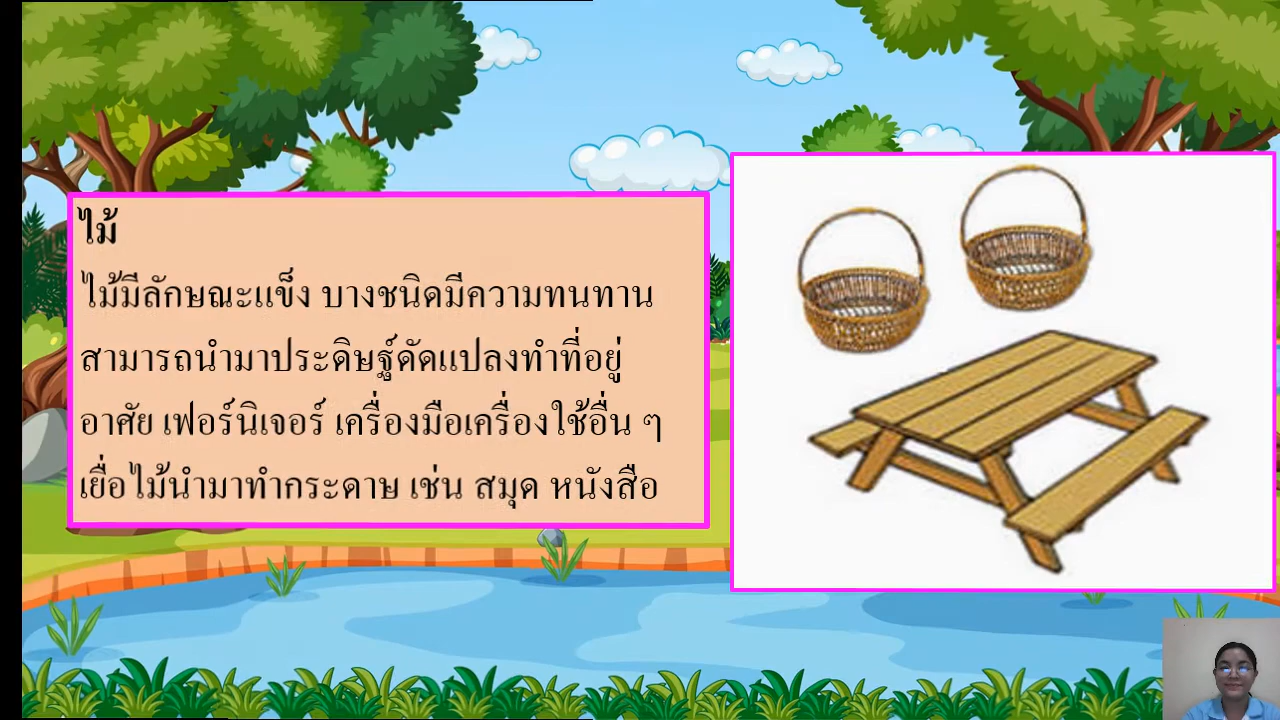 ไม้
ไม้มีลักษณะแข็ง บางชนิดมีความทนทาน
สามารถนำมาประดิษฐ์ดัดแปลงทำที่อยู่
อาศัย เฟอร์นิเจอร์ เครื่องมือเครื่องใช้อื่น ๆ
เยื่อไม้นำมาทำกระดาษ เช่น สมุด หนังสือ